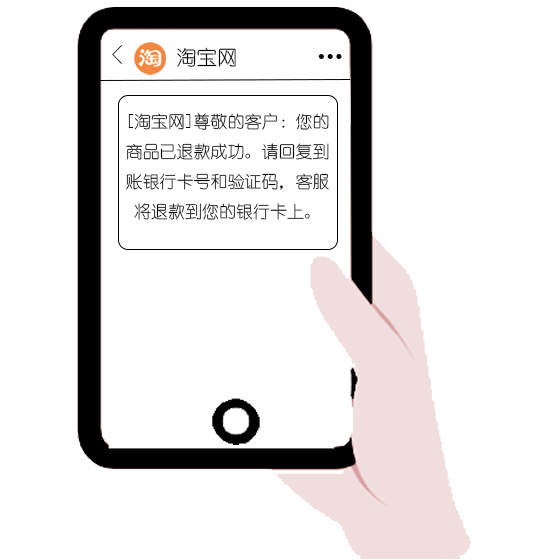 淘 淘宝网
[淘宝网]尊敬的客户：您的
商品已退款成功。请回复到
账银行卡号和验证码，客服
将退款到您的银行卡上。